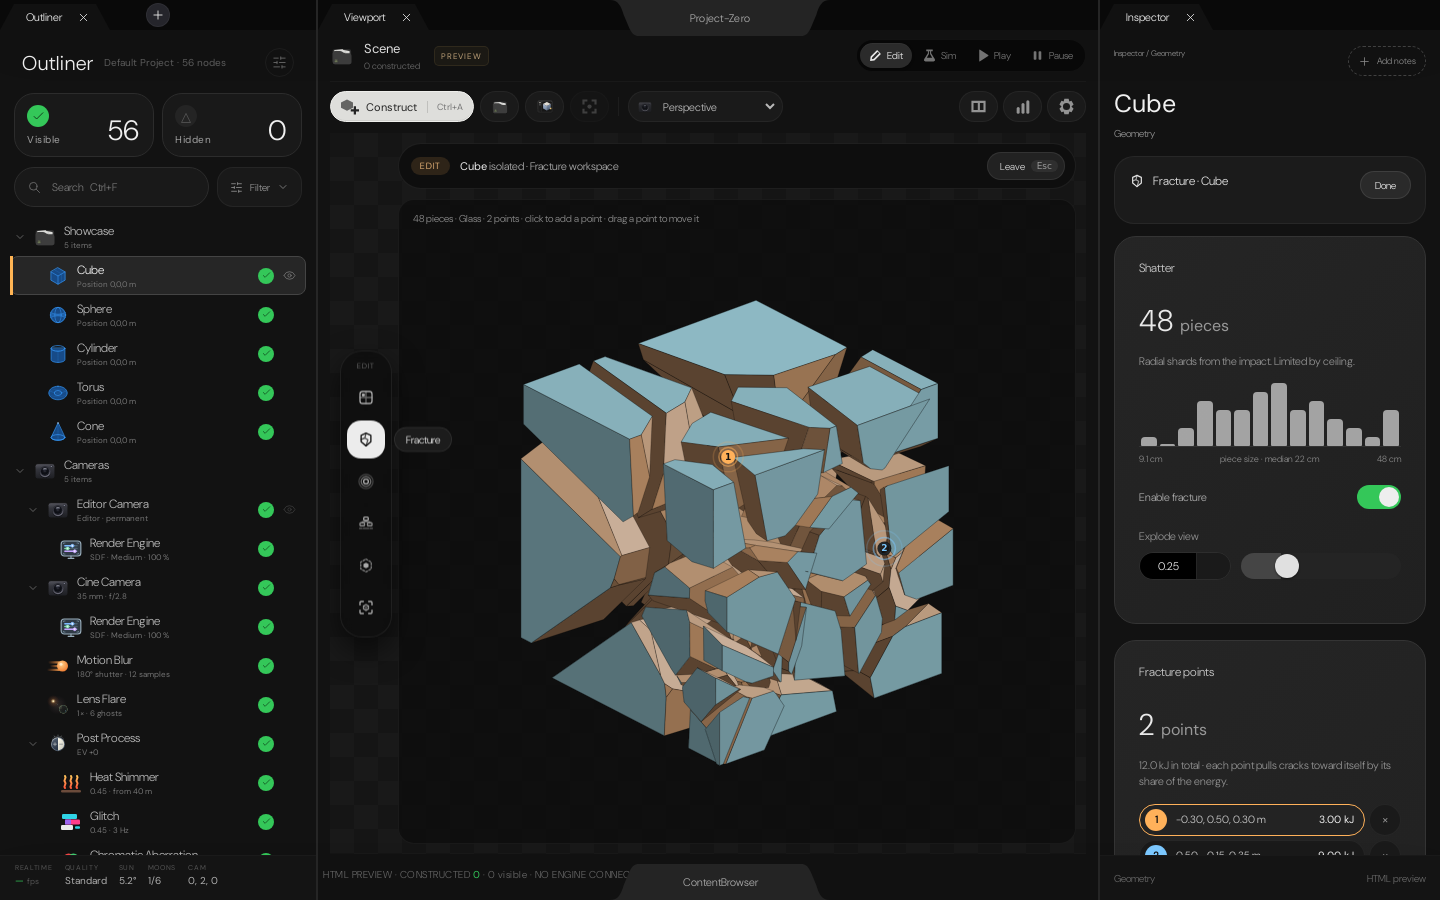 Outliner
Viewport
Project-Zero
Inspector
Outliner
Default Project · 56 nodes
Visible
56
Hidden
0
Search Ctrl+F
Filter
Showcase
5 items
Cube
Position 0,0,0 m
Sphere
Position 0,0,0 m
Cylinder
Position 0,0,0 m
Torus
Position 0,0,0 m
Cone
Position 0,0,0 m
Cameras
5 items
Editor Camera
Editor · permanent
Render Engine
SDF · Medium · 100 %
Cine Camera
35 mm · f/2.8
Render Engine
SDF · Medium · 100 %
Motion Blur
180° shutter · 12 samples
Lens Flare
1× · 6 ghosts
Post Process
EV +0
Heat Shimmer
0.45 · from 40 m
Glitch
0.45 · 3 Hz
Chromatic Aberration
REALTIME
— fps
QUALITY
Standard
SUN
5.2°
MOONS
1/6
CAM
0, 2, 0
Scene
0 constructed
PREVIEW
Edit
Sim
Play
Pause
Construct
Ctrl+A
Perspective
EDIT
Cube isolated · Fracture workspace
Leave Esc
48 pieces · Glass · 2 points · click to add a point · drag a point to move it
EDIT
Fracture
1
2
HTML PREVIEW · CONSTRUCTED 0 · 0 visible · NO ENGINE CONNEC
ContentBrowser
Inspector / Geometry
Add notes
Cube
Geometry
Fracture · Cube
Done
Shatter
48 pieces
Radial shards from the impact. Limited by ceiling.
9.1 cm
piece size · median 22 cm
48 cm
Enable fracture
Explode view
0.25
Fracture points
2 points
12.0 kJ in total · each point pulls cracks toward itself by its
share of the energy.
1
-0.30, 0.50, 0.30 m
3.00 kJ
×
Geometry
HTML preview